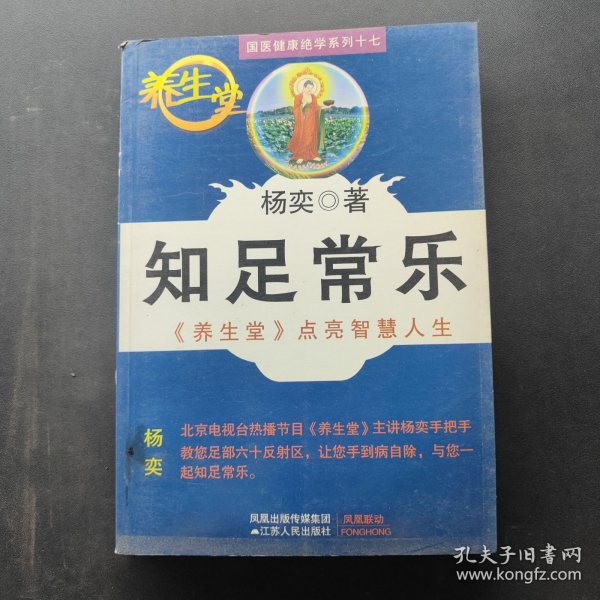 国医健康绝学系列十七
养生堂
杨奕◎著
知足常乐
《养生堂》点亮智慧人生
杨奕
北京电视台热播节目《养生堂》主讲杨奕手把手
教您足部六十反射区，让您手到病自除，与您一
起知足常乐。
凤凰出版传媒集团
江苏人民出版社
凤凰联动
FONGHONG
孔夫子旧书网
www.kongfz.com